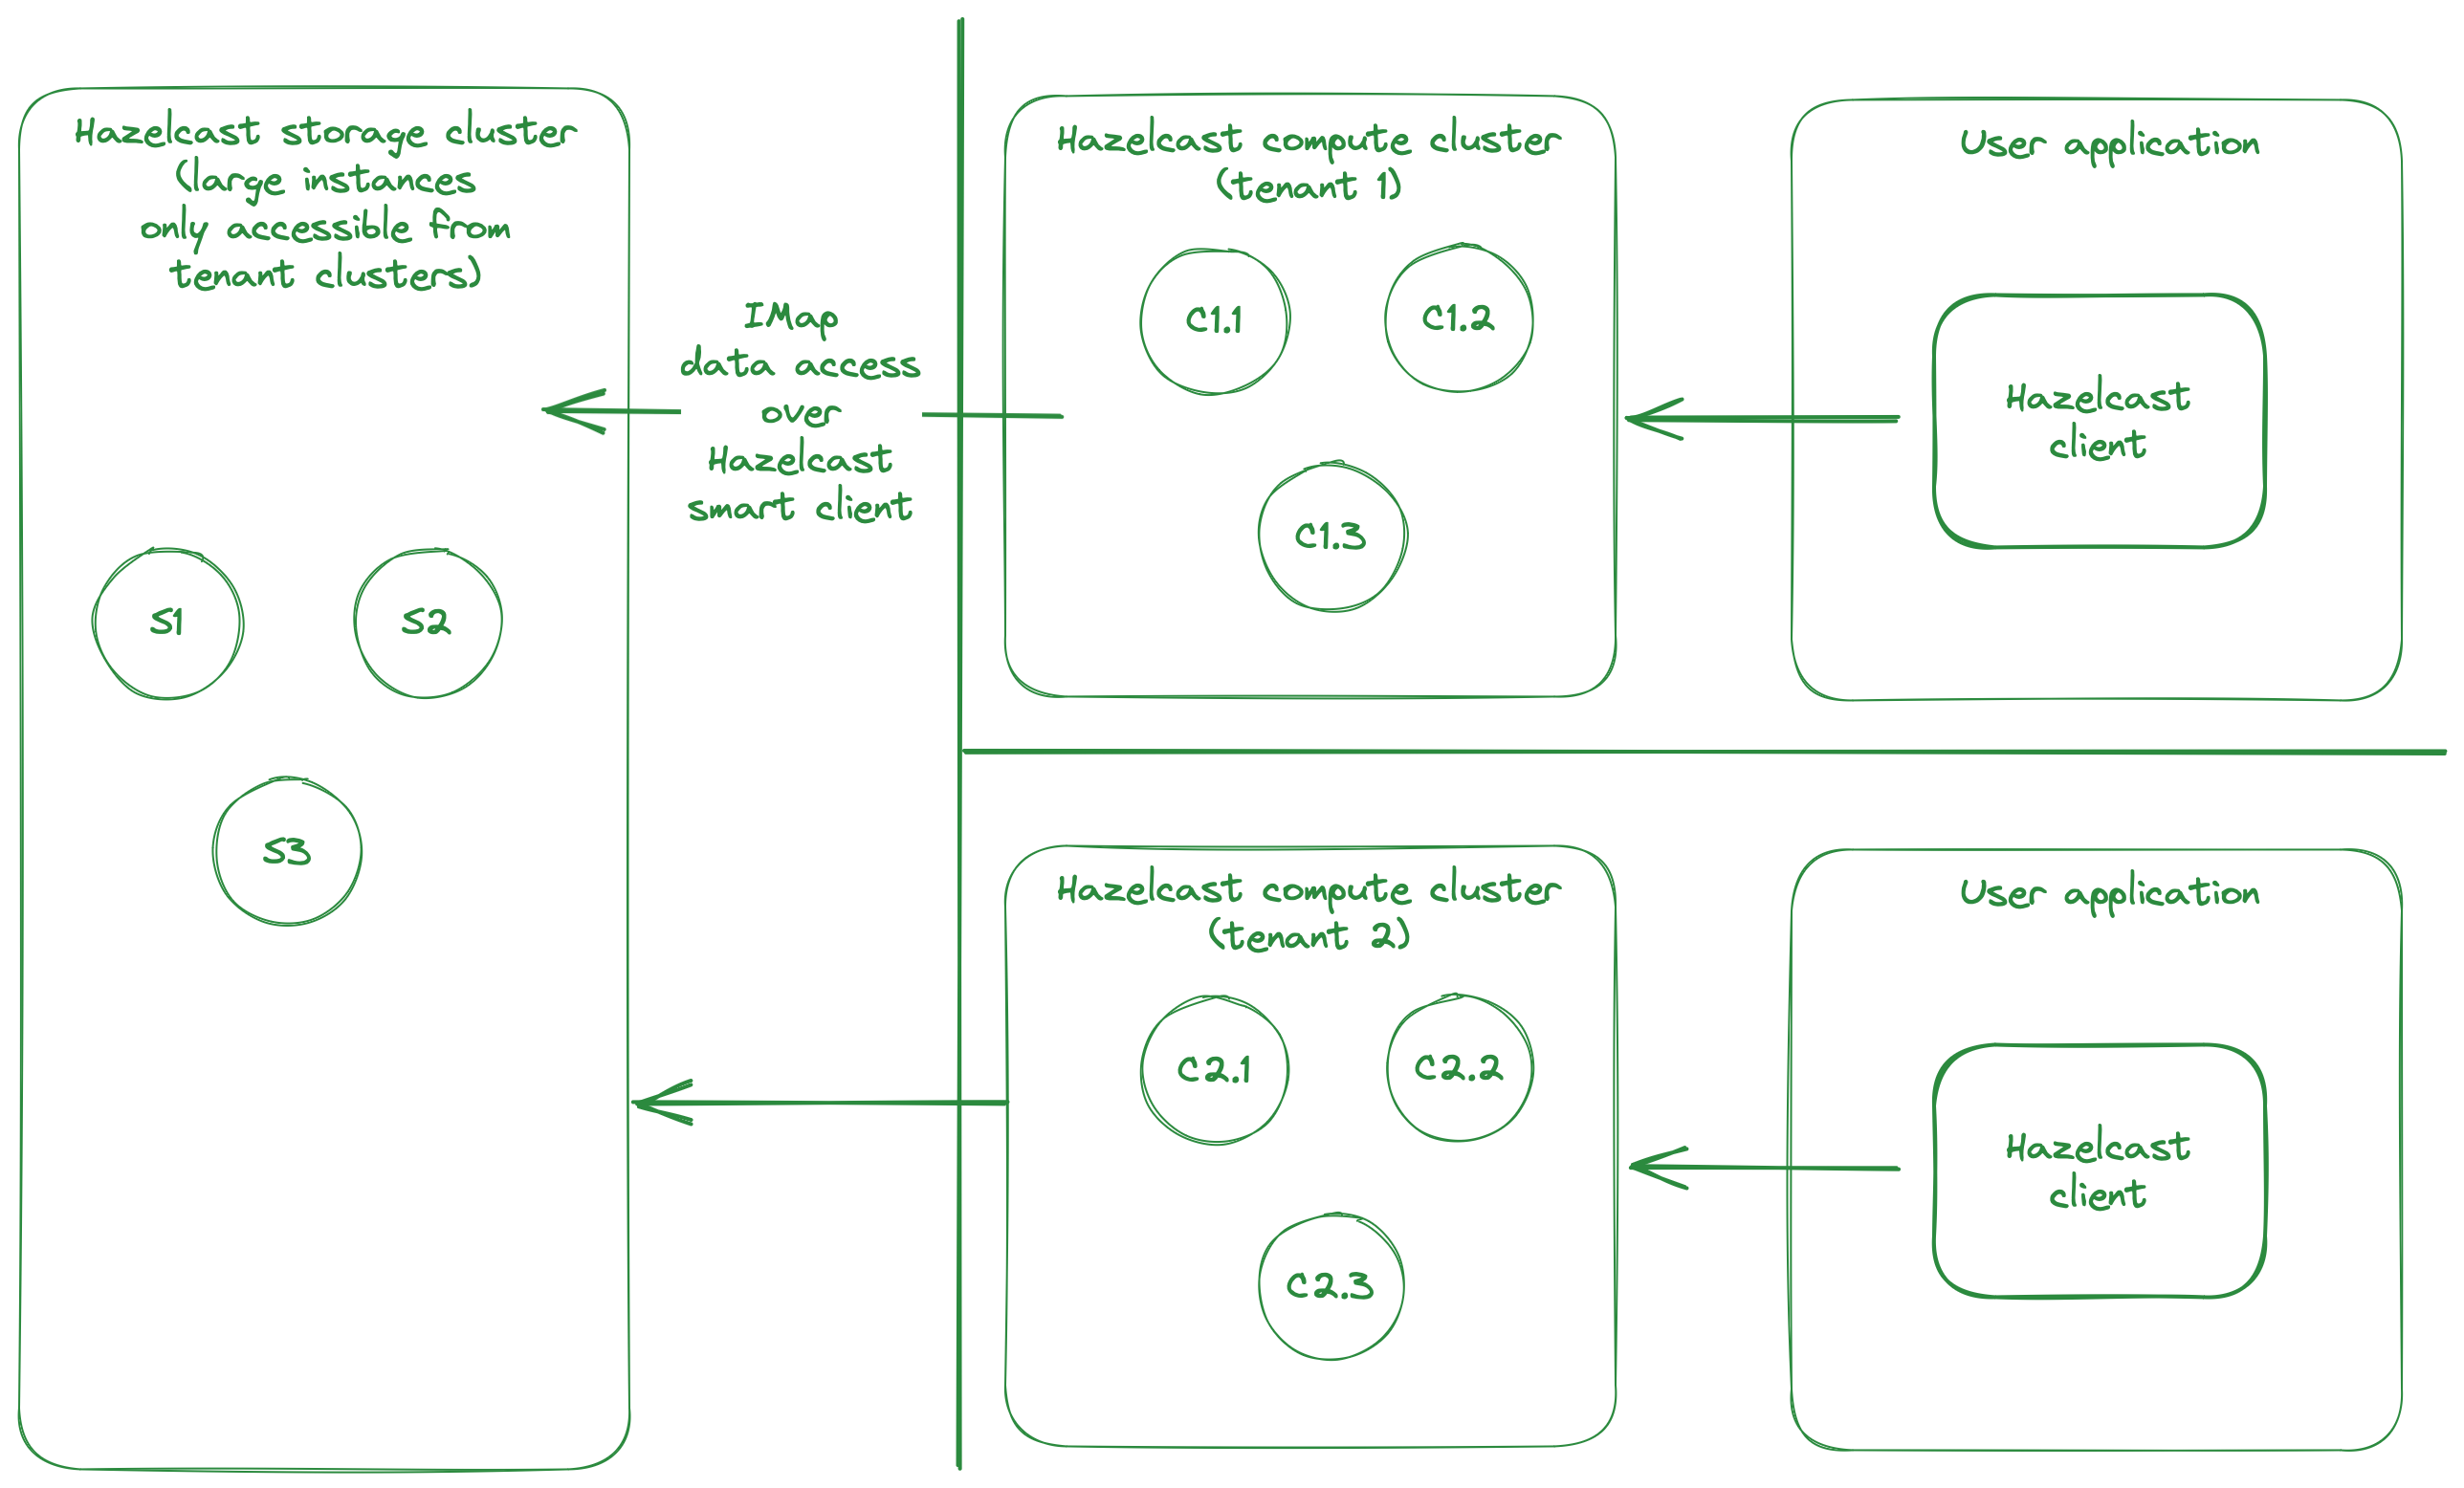 Hazelcast storage cluster
(large instances
only accessible from
tenant clusters)
S1
S2
S3
IMap
data access
over
Hazelcast
smart client
Hazelcast compute cluster
(tenant 1)
C1.1
C1.2
C1.3
User application
Hazelcast
client
Hazelcast compute cluster
(tenant 2)
C2.1
C2.2
C2.3
User application
Hazelcast
client